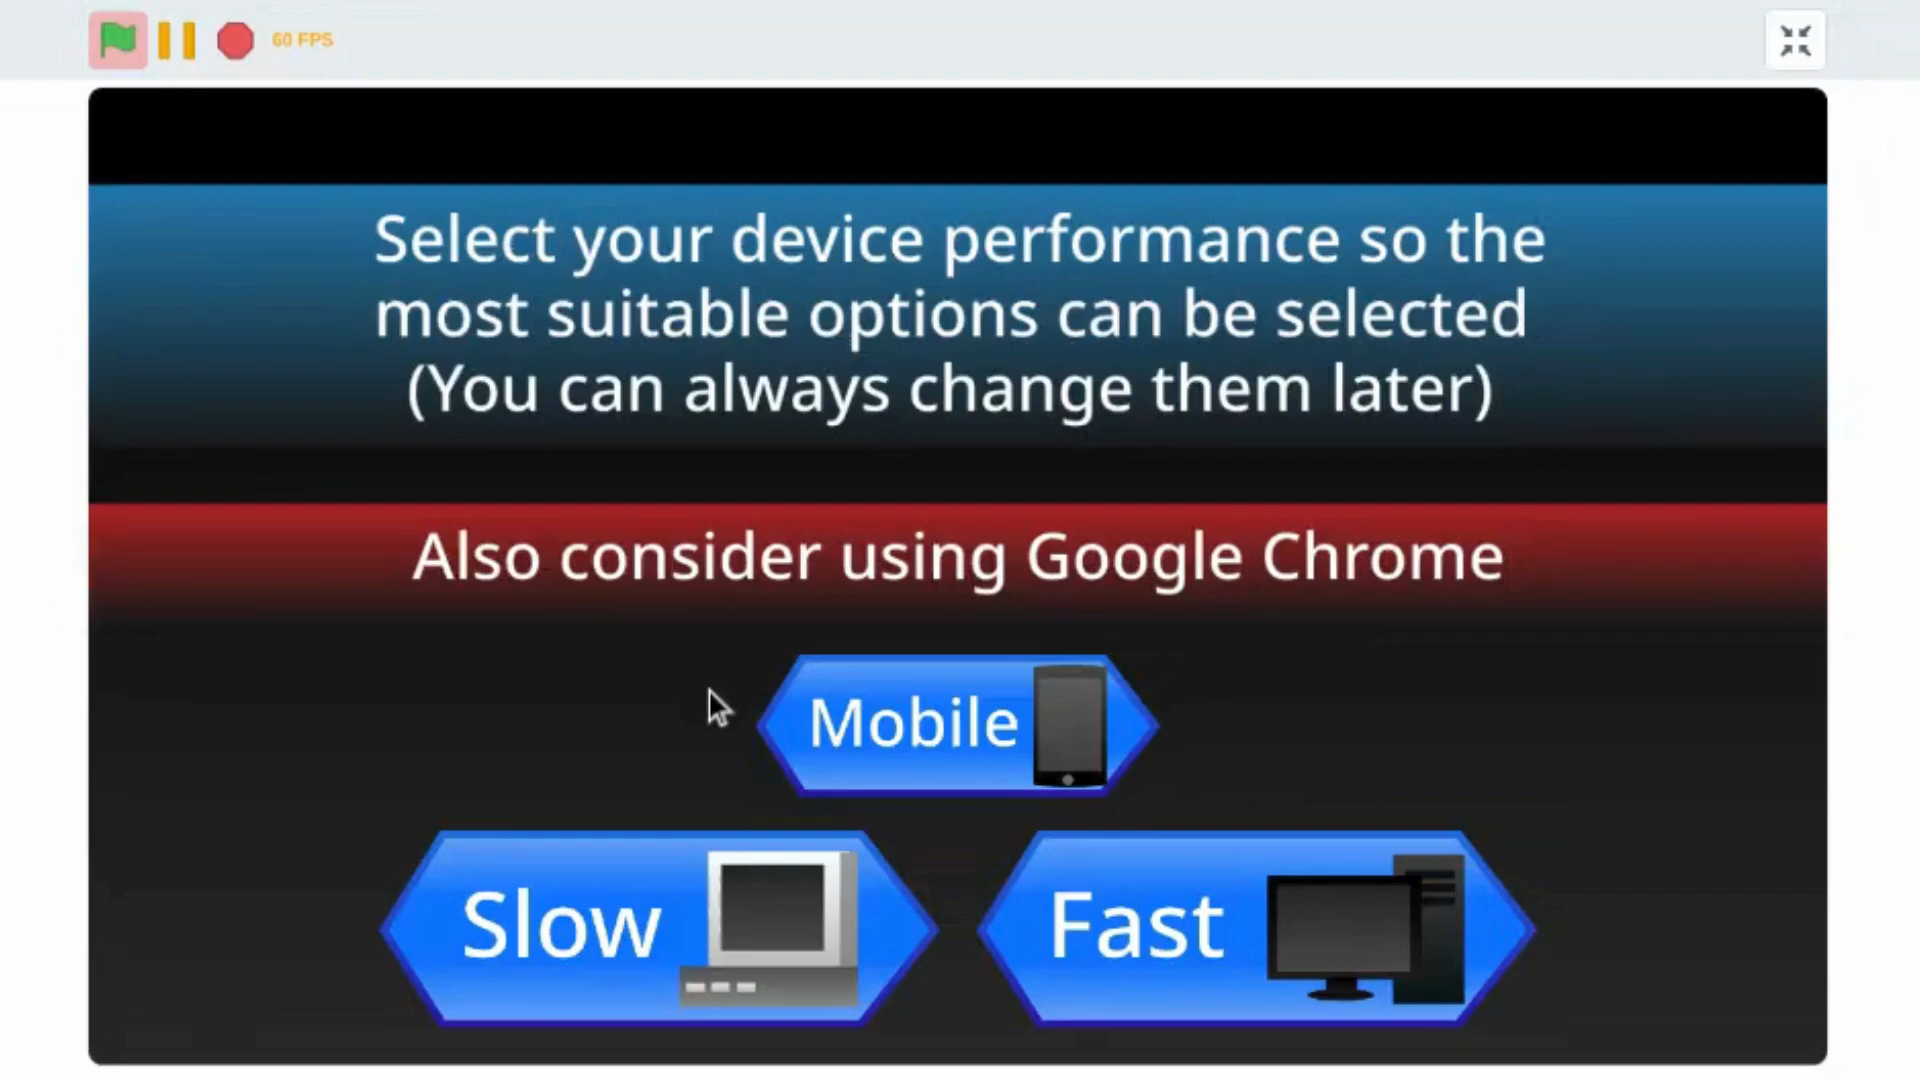 60 FPS
Select your device performance so the
most suitable options can be selected
(You can always change them later)
Also consider using Google Chrome
Mobile
Slow
Fast